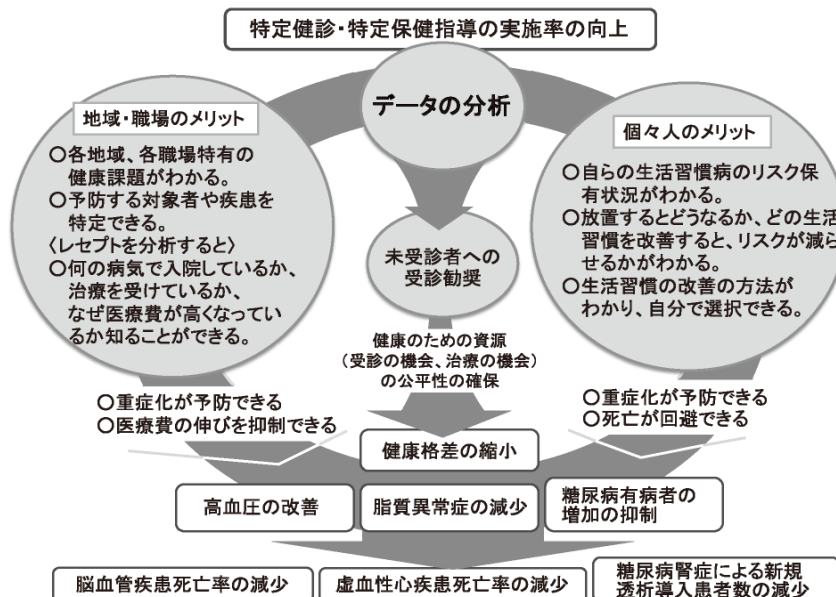 特定健診・特定保健指導の実施率の向上
データの分析
地域・職場のメリット
〇各地域、各職場特有の
健康課題がわかる。
〇予防する対象者や疾患を
特定できる。
〈レセプトを分析すると〉
〇何の病気で入院しているか、
治療を受けているか、
なぜ医療費が高くなってい
るか知ることができる。
〇重症化が予防できる
〇医療費の伸びを抑制できる
未受診者への
受診勧奨
健康のための資源
(受診の機会、治療の機会)
の公平性の確保
個々人のメリット
〇自らの生活習慣病のリスク保
有状況がわかる。
〇放置するとどうなるか、どの生活
習慣を改善すると、リスクが減ら
せるかがわかる。
〇生活習慣の改善の方法が
わかり、自分で選択できる。
〇重症化が予防できる
〇死亡が回避できる
健康格差の縮小
高血圧の改善
脂質異常症の減少
糖尿病有病者の
増加の抑制
脳血管疾患死亡率の減少
虚血性心疾患死亡率の減少
糖尿病腎症による新規
透析導入患者数の減少